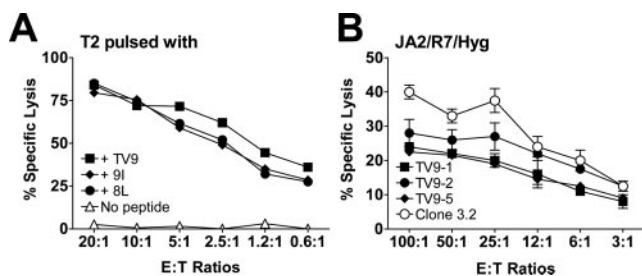 A T2 pulsed with
% Specific Lysis
100
75
50
25
0
+ TV9
+ 9I
+ 8L
No peptide
20:1 10:1 5:1 2.5:1 1.2:1 0.6:1
E:T Ratios
B JA2/R7/Hyg
% Specific Lysis
50
40
30
20
10
0
TV9-1
TV9-2
TV9-5
Clone 3.2
100:1 50:1 25:1 12:1 6:1 3:1
E:T Ratios